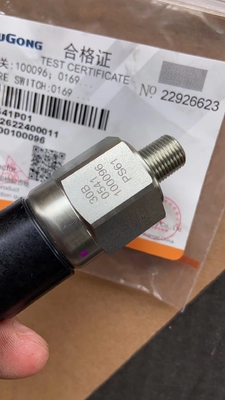 UGONG
合格证
TEST CERTIFICATE
关: 100096; 0169
RE SWITCH:0169
№ 22926623
541P01
2622400011
00100096
30B
0541
100096
PS61